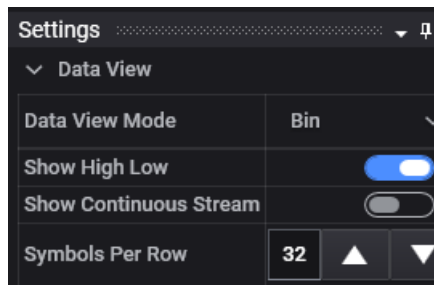 Settings
Data View
Data View Mode Bin
Show High Low
Show Continuous Stream
Symbols Per Row 32